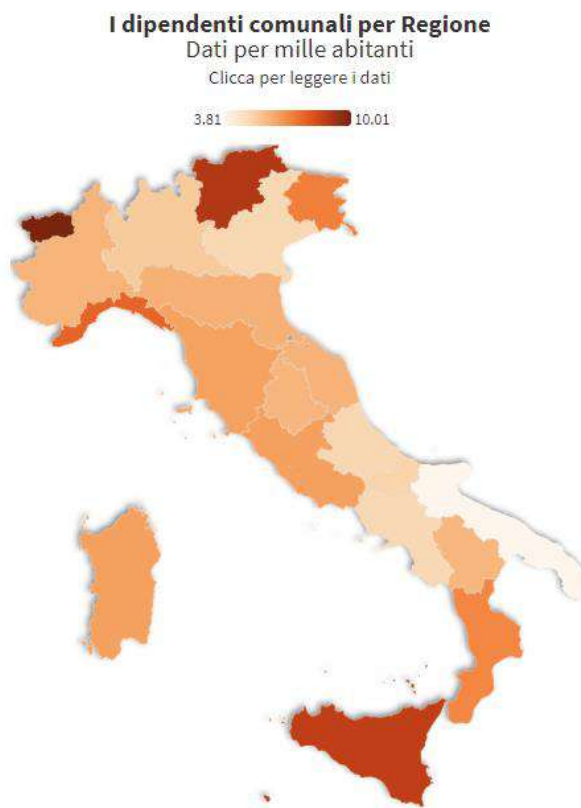 I dipendenti comunali per Regione
Dati per mille abitanti
Clicca per leggere i dati
3.81 10.01